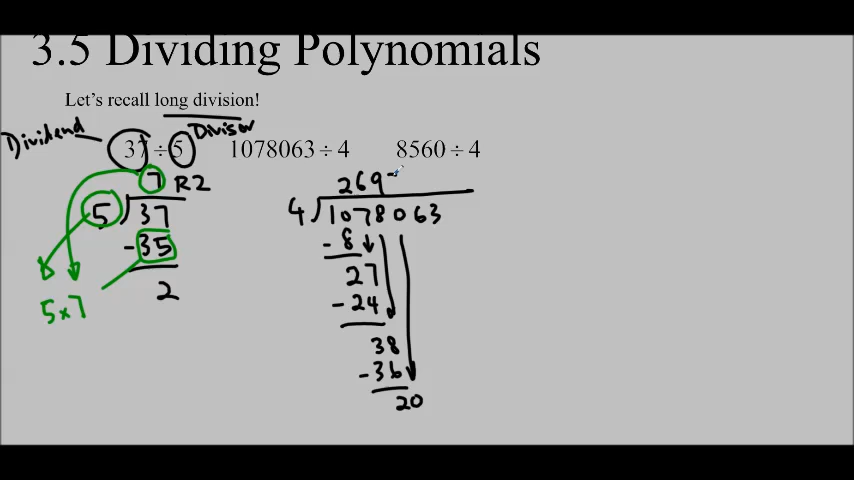 3.5 Dividing Polynomials
Let's recall long division!
Dividend
Divisor
37 ÷ 5
1078063 ÷ 4
8560 ÷ 4
7 R2
5 37
-35
2
5x7
269
4 1078063
-8
27
-24
38
-36
20